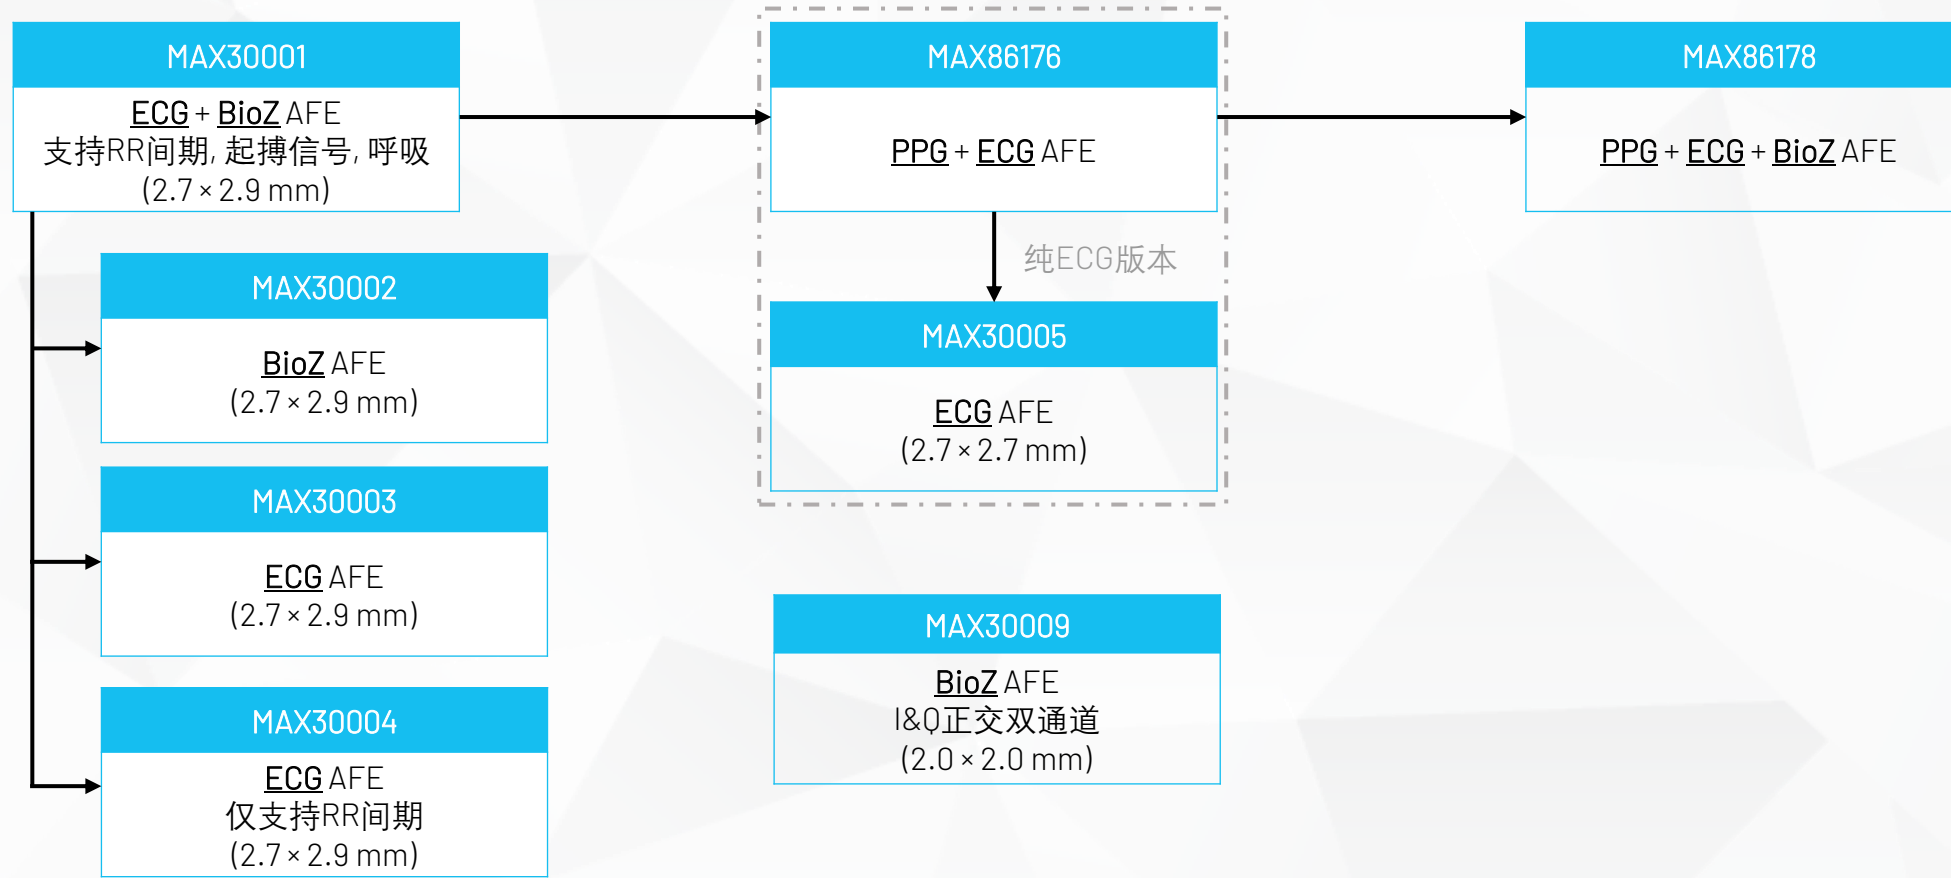 MAX30001
ECG + BioZ AFE
支持RR间期, 起搏信号, 呼吸
(2.7 × 2.9 mm)
MAX30002
BioZ AFE
(2.7 × 2.9 mm)
MAX30003
ECG AFE
(2.7 × 2.9 mm)
MAX30004
ECG AFE
仅支持RR间期
(2.7 × 2.9 mm)
MAX86176
PPG + ECG AFE
纯ECG版本
MAX30005
ECG AFE
(2.7 × 2.7 mm)
MAX30009
BioZ AFE
I&Q正交双通道
(2.0 × 2.0 mm)
MAX86178
PPG + ECG + BioZ AFE